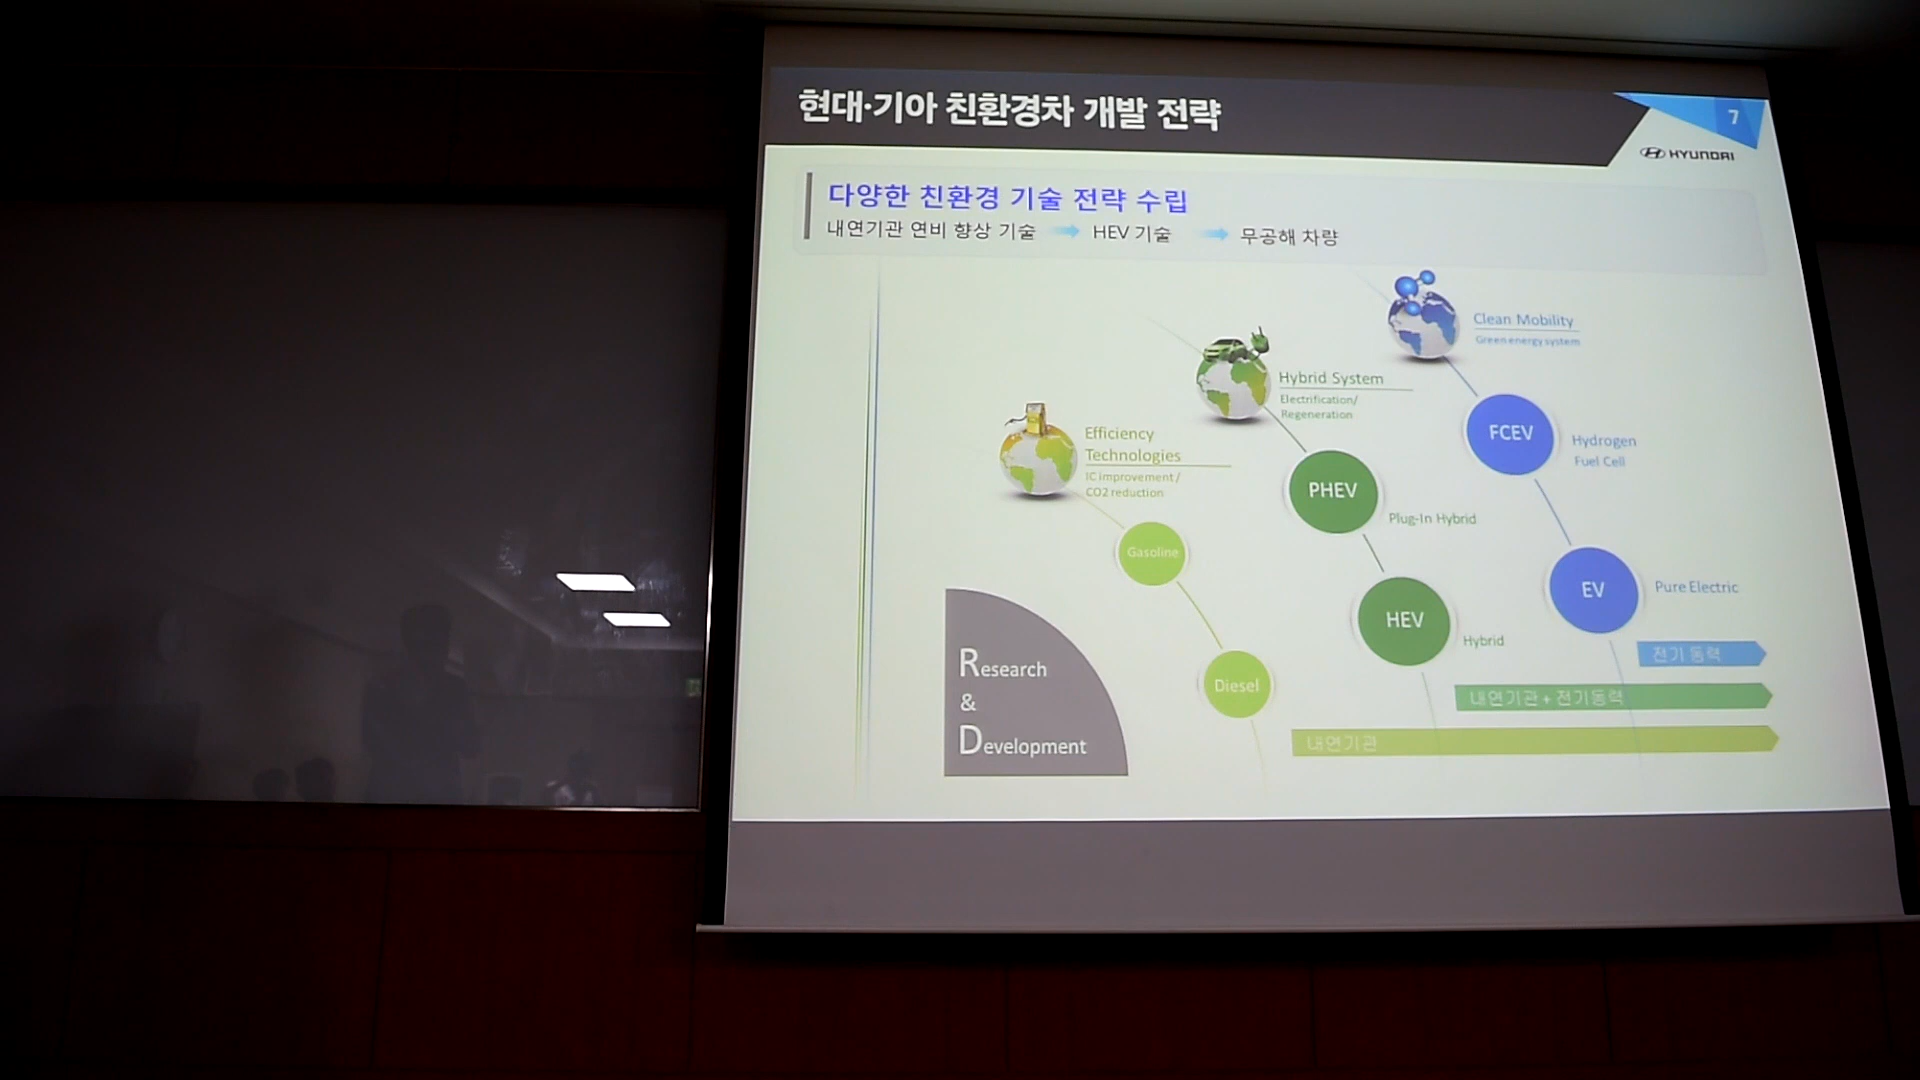 현대·기아 친환경차 개발 전략
7
HYUNDAI
다양한 친환경 기술 전략 수립
내연기관 연비 향상 기술 HEV 기술 무공해 차량
Clean Mobility
Green energy system
Hybrid System
Electrification/
Regeneration
Efficiency
Technologies
IC improvement/
CO2 reduction
FCEV
Hydrogen
Fuel Cell
PHEV
Plug-In Hybrid
Gasoline
EV
Pure Electric
HEV
Hybrid
Diesel
Research
&
Development
전기 동력
내연기관 + 전기동력
내연기관